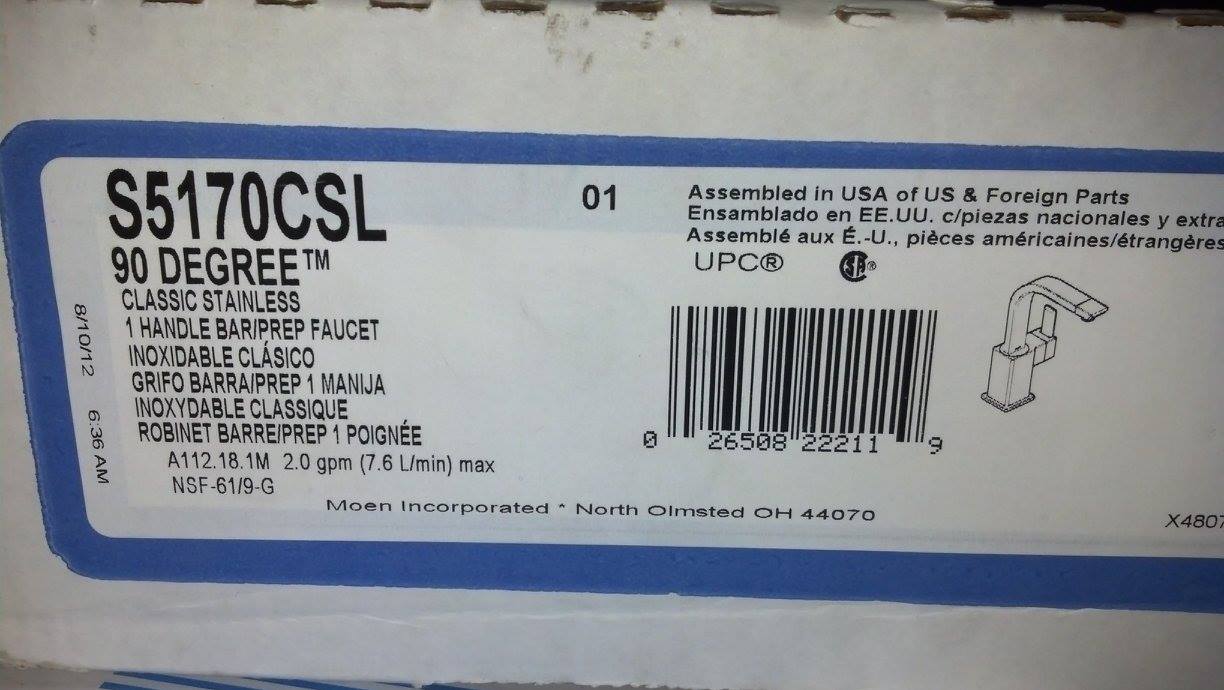 S5170CSL
90 DEGREE™
CLASSIC STAINLESS
1 HANDLE BAR/PREP FAUCET
INOXIDABLE CLÁSICO
GRIFO BARRA/PREP 1 MANIJA
INOXYDABLE CLASSIQUE
ROBINET BARRE/PREP 1 POIGNÉE
A112.18.1M 2.0 gpm (7.6 L/min) max
NSF-61/9-G
8/10/12 6:36 AM
01
Assembled in USA of US & Foreign Parts
Ensamblado en EE.UU. c/piezas nacionales y extra
Assemblé aux É.-U., pièces américaines/étrangères
UPC® SA®
0 26508 22211 9
Moen Incorporated * North Olmsted OH 44070
X4807